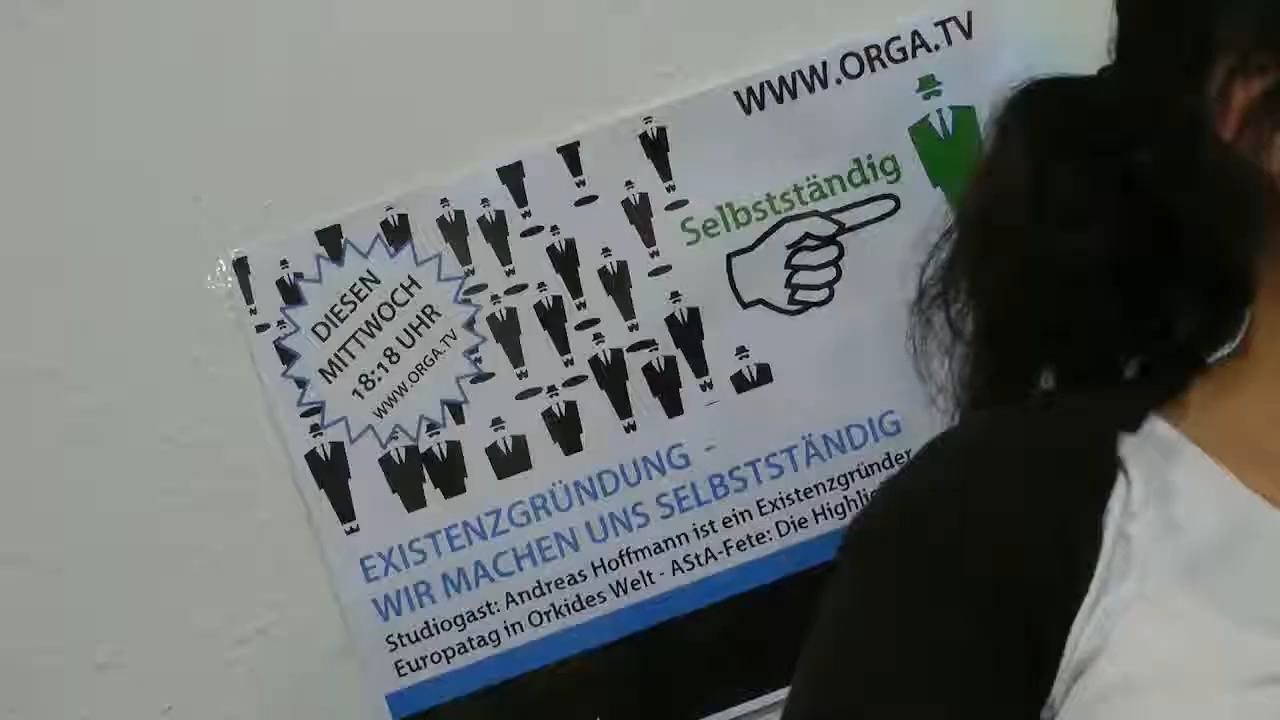 WWW.ORGA.TV
Selbstständig
DIESEN
MITTWOCH
18:18 UHR
WWW.ORGA.TV
EXISTENZGRÜNDUNG -
WIR MACHEN UNS SELBSTSTÄNDIG
Studiogast: Andreas Hoffmann ist ein Existenzgründer
Europatag in Orkides Welt - AStA-Fete: Die